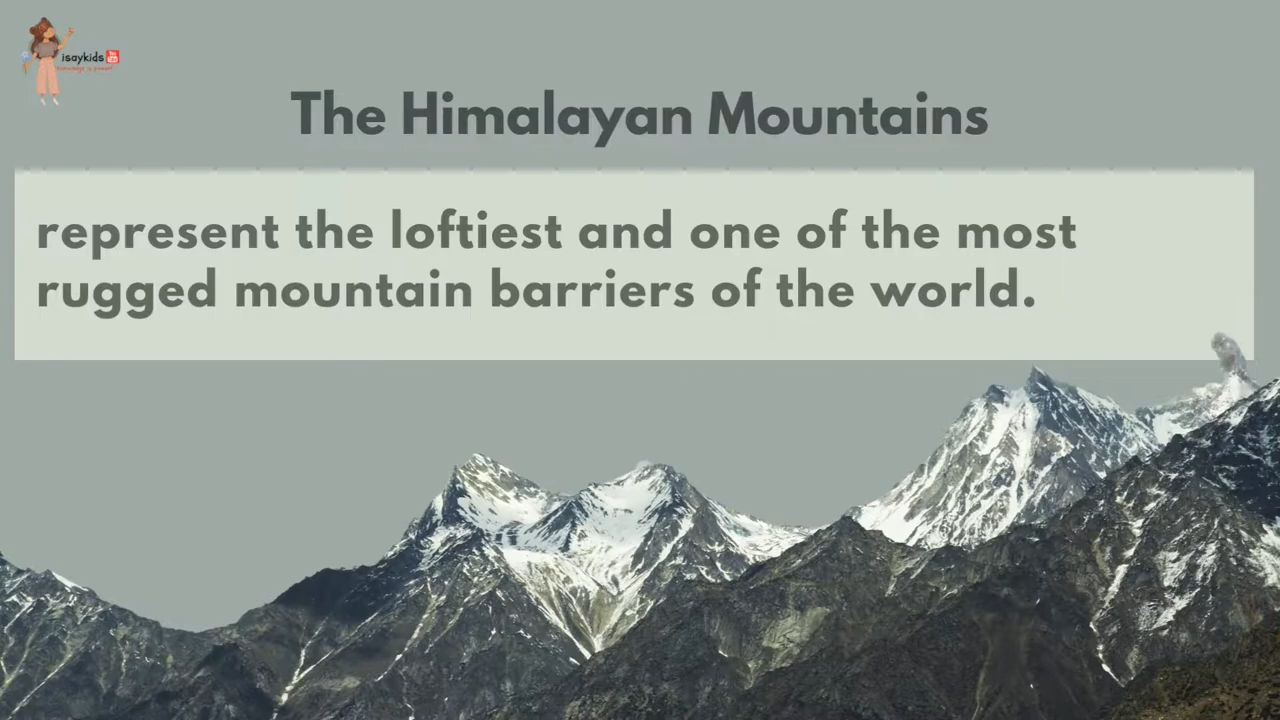 isaykids
The Himalayan Mountains
represent the loftiest and one of the most
rugged mountain barriers of the world.